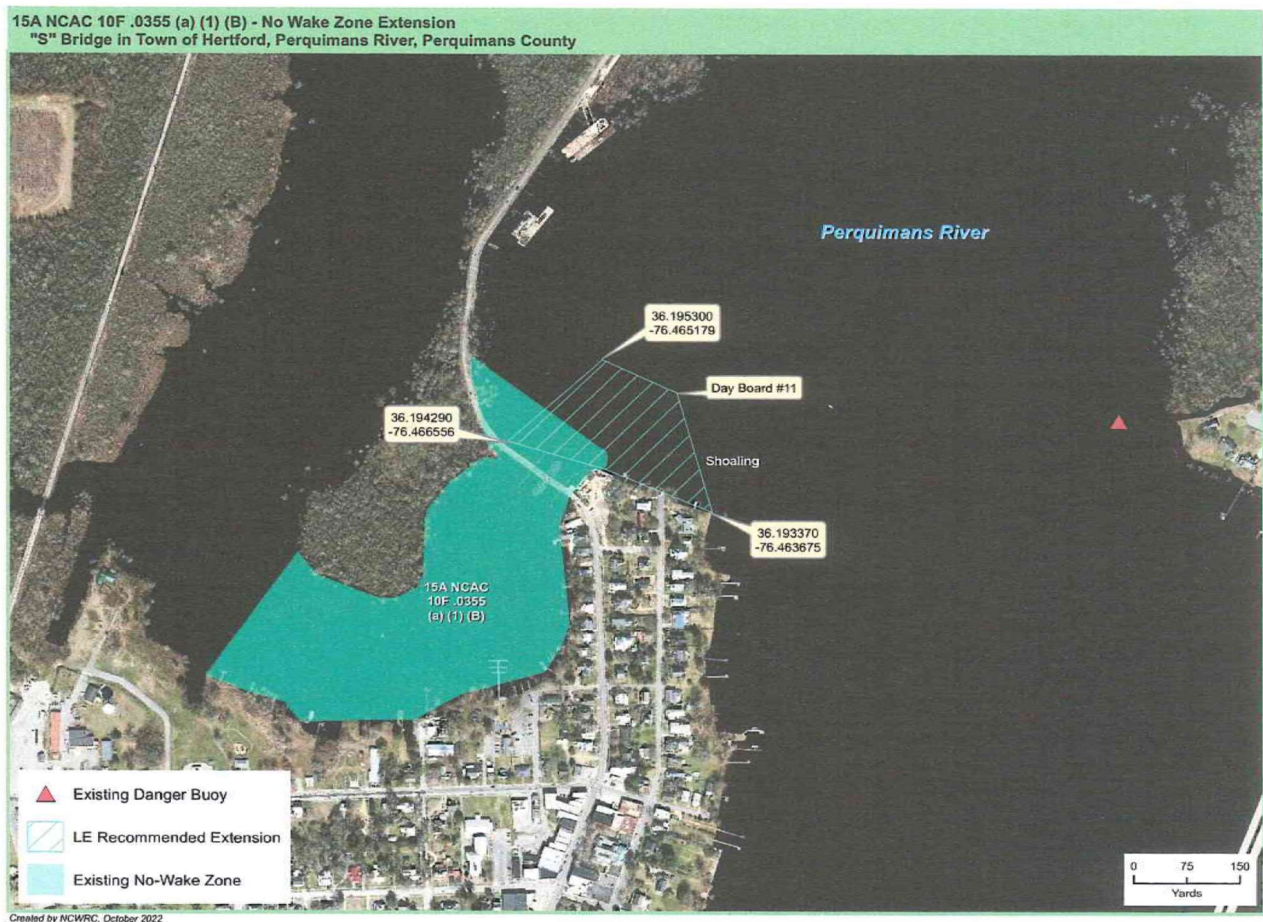 15A NCAC 10F .0355 (a) (1) (B) - No Wake Zone Extension
"S" Bridge in Town of Hertford, Perquimans River, Perquimans County
Perquimans River
36.195300
-76.465179
Day Board #11
36.194290
-76.466556
Shoaling
36.193370
-76.463675
15A NCAC
10F .0355
(a) (1) (B)
Existing Danger Buoy
LE Recommended Extension
Existing No-Wake Zone
0 75 150
Yards
Created by NCWRC, October 2022